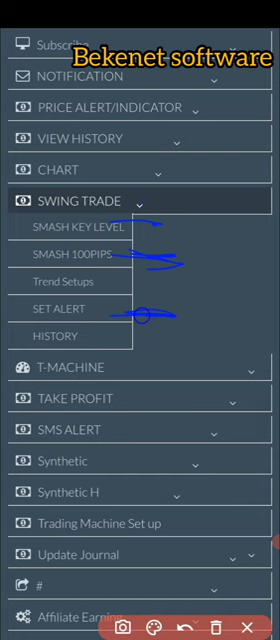 Subscribe
Bekenet software
NOTIFICATION
PRICE ALERT/INDICATOR
VIEW HISTORY
CHART
SWING TRADE
SMASH KEY LEVEL
SMASH 100PIPS
Trend Setups
SET ALERT
HISTORY
T-MACHINE
TAKE PROFIT
SMS ALERT
Synthetic
Synthetic H
Trading Machine Set up
Update Journal
#
Affiliate Earning